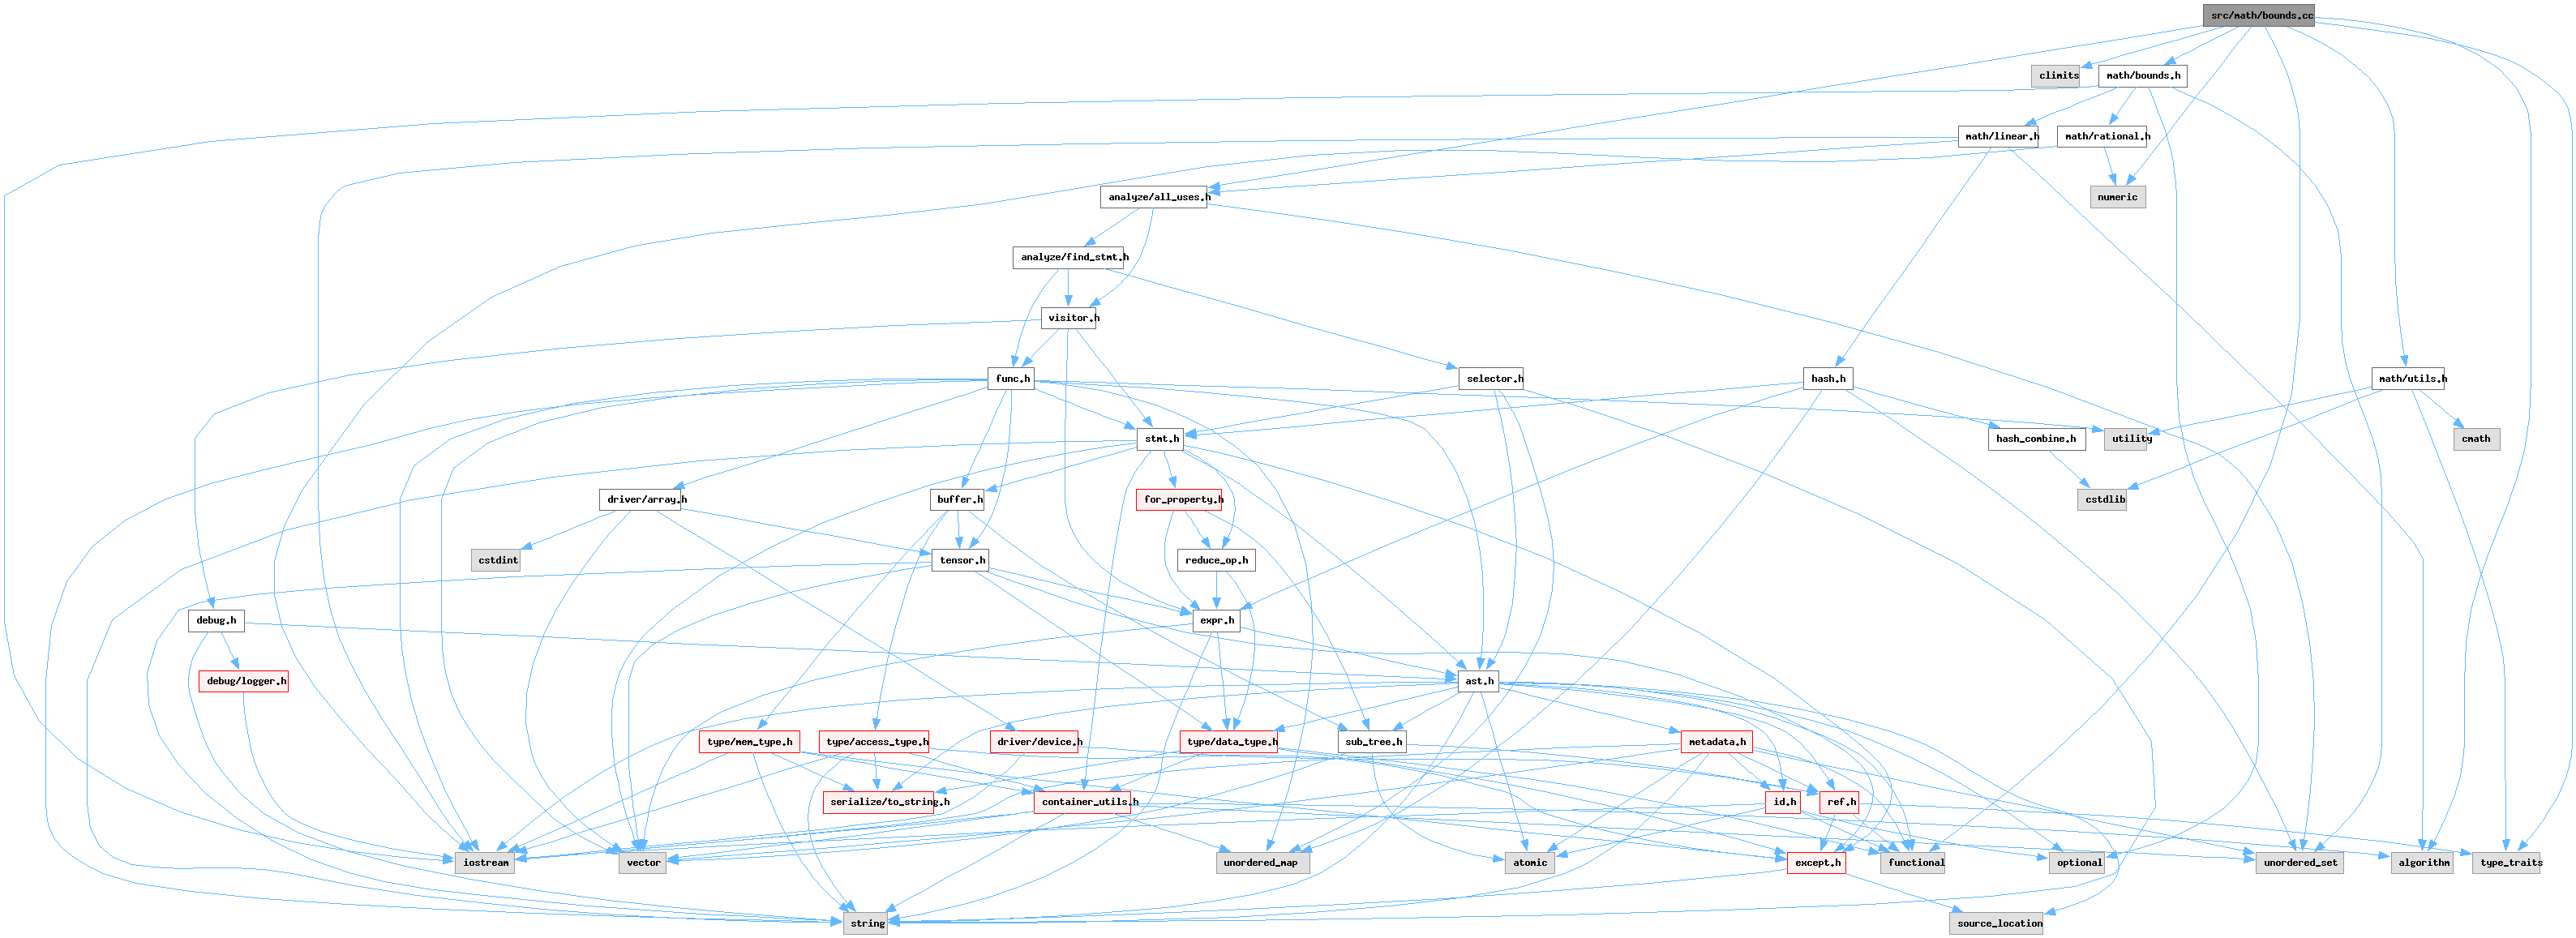 src/math/bounds.cc
climits
math/bounds.h
math/linear.h
math/rational.h
analyze/all_uses.h
numeric
analyze/find_stmt.h
visitor.h
func.h
selector.h
hash.h
math/utils.h
stmt.h
hash_combine.h
utility
cmath
driver/array.h
buffer.h
for_property.h
cstdlib
cstdint
tensor.h
reduce_op.h
debug.h
expr.h
debug/logger.h
ast.h
type/mem_type.h
type/access_type.h
driver/device.h
type/data_type.h
sub_tree.h
metadata.h
serialize/to_string.h
container_utils.h
id.h
ref.h
iostream
vector
unordered_map
atomic
except.h
functional
optional
unordered_set
algorithm
type_traits
string
source_location